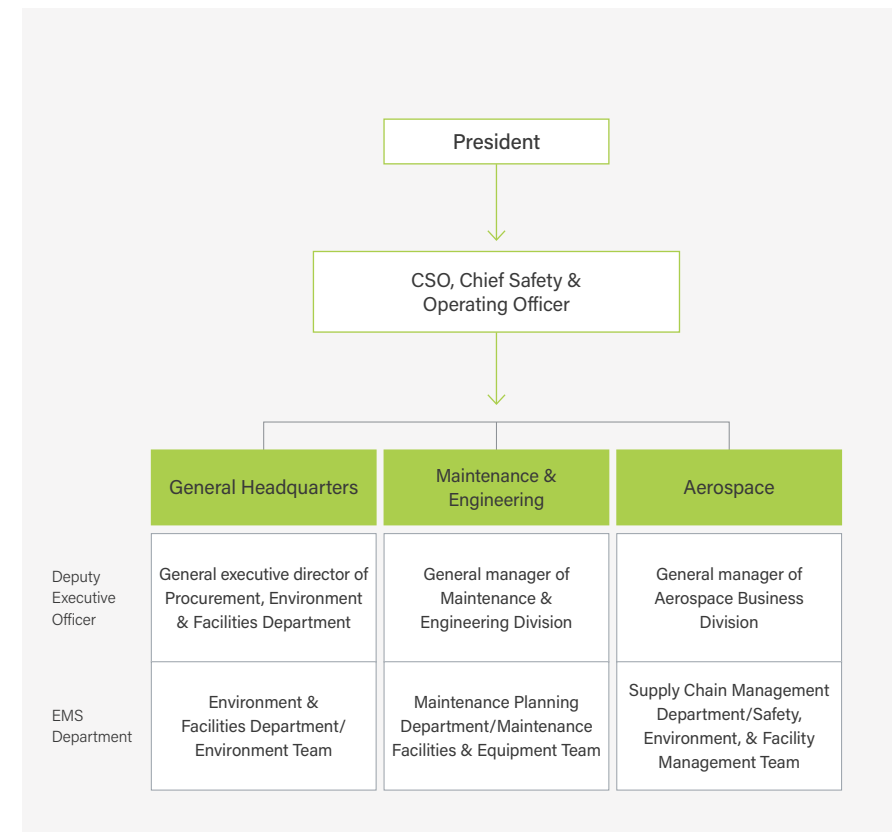 President
CSO, Chief Safety &
Operating Officer
General Headquarters
Maintenance &
Engineering
Aerospace
Deputy
Executive
Officer
General executive director of
Procurement, Environment
& Facilities Department
General manager of
Maintenance &
Engineering Division
General manager of
Aerospace Business
Division
EMS
Department
Environment &
Facilities Department/
Environment Team
Maintenance Planning
Department/Maintenance
Facilities & Equipment Team
Supply Chain Management
Department/Safety,
Environment, & Facility
Management Team